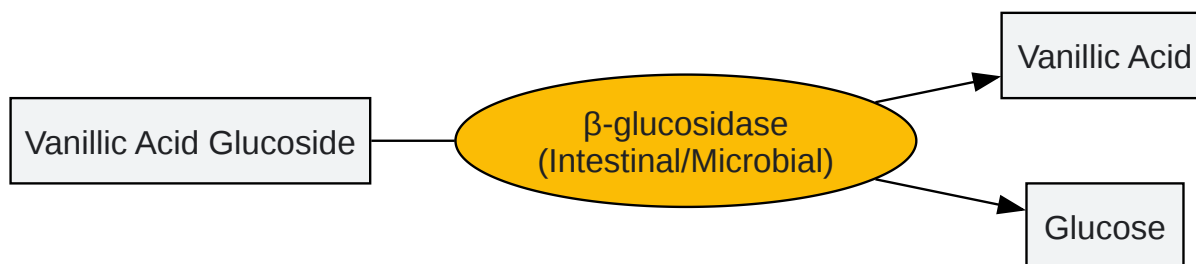 Vanillic Acid Glucoside
β-glucosidase
(Intestinal/Microbial)
Vanillic Acid
Glucose